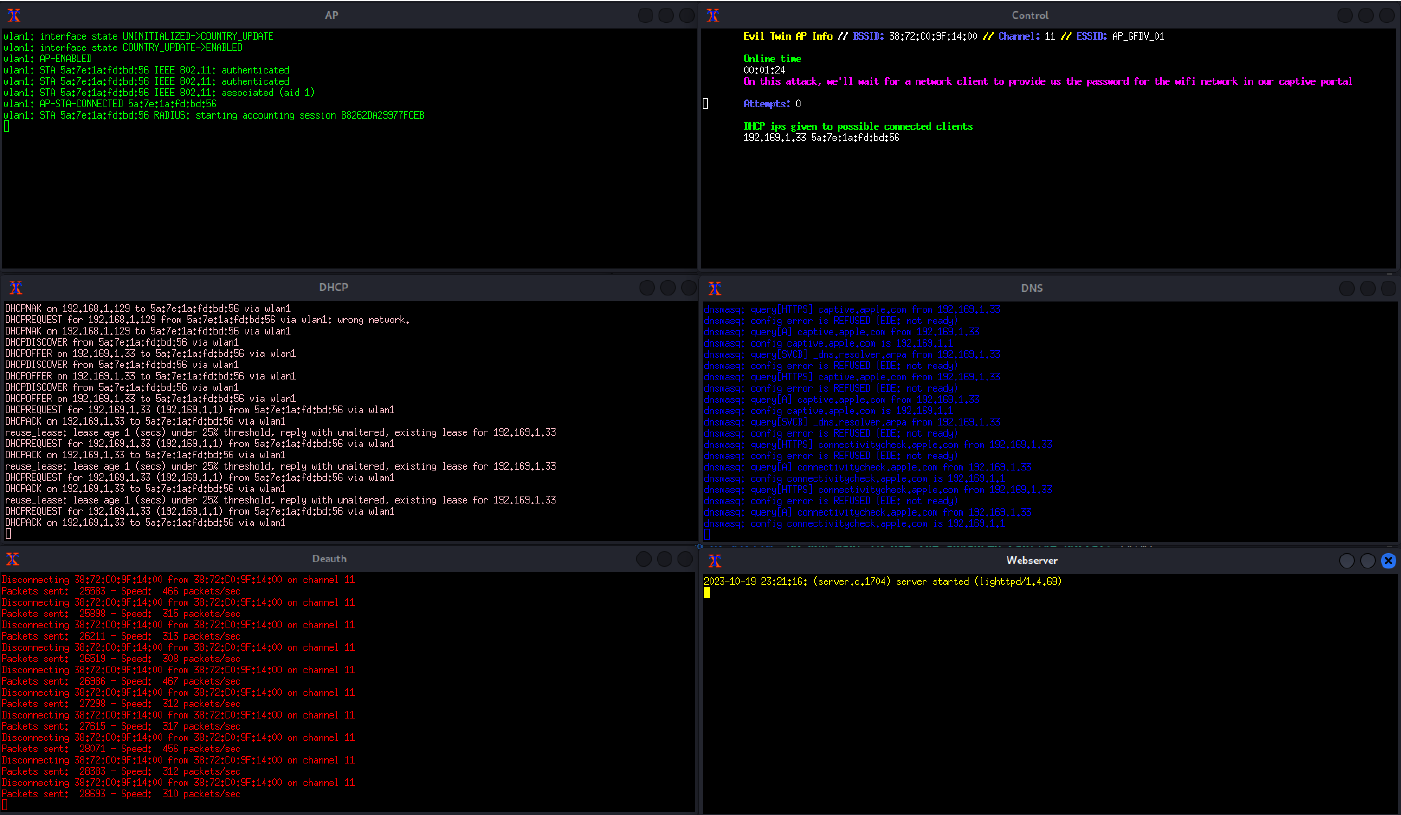 AP
wlan1: interface state UNINITIALIZED->COUNTRY_UPDATE
wlan1: interface state COUNTRY_UPDATE->ENABLED
wlan1: AP-ENABLED
wlan1: STA 5a:7e:1a:fd:bd:56 IEEE 802.11: authenticated
wlan1: STA 5a:7e:1a:fd:bd:56 IEEE 802.11: authenticated
wlan1: STA 5a:7e:1a:fd:bd:56 IEEE 802.11: associated (aid 1)
wlan1: AP-STA-CONNECTED 5a:7e:1a:fd:bd:56
wlan1: STA 5a:7e:1a:fd:bd:56 RADIUS: starting accounting session B8262DA29977FCEB
Control
Evil Twin AP Info // BSSID: 38:72:C0:9F:14:00 // Channel: 11 // ESSID: AP_GFDV_01
Online time
00:01:24
On this attack, we'll wait for a network client to provide us the password for the wifi network in our captive portal
Attempts: 0
DHCP ips given to possible connected clients
192.169.1.33 5a:7e:1a:fd:bd:56
DHCP
DHCPNAK on 192.168.1.129 to 5a:7e:1a:fd:bd:56 via wlan1
DHCPREQUEST for 192.168.1.129 from 5a:7e:1a:fd:bd:56 via wlan1: wrong network.
DHCPNAK on 192.168.1.129 to 5a:7e:1a:fd:bd:56 via wlan1
DHCPDISCOVER from 5a:7e:1a:fd:bd:56 via wlan1
DHCPOFFER on 192.169.1.33 to 5a:7e:1a:fd:bd:56 via wlan1
DHCPDISCOVER from 5a:7e:1a:fd:bd:56 via wlan1
DHCPOFFER on 192.169.1.33 to 5a:7e:1a:fd:bd:56 via wlan1
DHCPDISCOVER from 5a:7e:1a:fd:bd:56 via wlan1
DHCPOFFER on 192.169.1.33 to 5a:7e:1a:fd:bd:56 via wlan1
DHCPREQUEST for 192.169.1.33 (192.169.1.1) from 5a:7e:1a:fd:bd:56 via wlan1
DHCPACK on 192.169.1.33 to 5a:7e:1a:fd:bd:56 via wlan1
reuse_lease: lease age 1 (secs) under 25% threshold, reply with unaltered, existing lease for 192.169.1.33
DHCPREQUEST for 192.169.1.33 (192.169.1.1) from 5a:7e:1a:fd:bd:56 via wlan1
DHCPACK on 192.169.1.33 to 5a:7e:1a:fd:bd:56 via wlan1
reuse_lease: lease age 1 (secs) under 25% threshold, reply with unaltered, existing lease for 192.169.1.33
DHCPREQUEST for 192.169.1.33 (192.169.1.1) from 5a:7e:1a:fd:bd:56 via wlan1
DHCPACK on 192.169.1.33 to 5a:7e:1a:fd:bd:56 via wlan1
reuse_lease: lease age 1 (secs) under 25% threshold, reply with unaltered, existing lease for 192.169.1.33
DHCPREQUEST for 192.169.1.33 (192.169.1.1) from 5a:7e:1a:fd:bd:56 via wlan1
DHCPACK on 192.169.1.33 to 5a:7e:1a:fd:bd:56 via wlan1
DNS
dnsmasq: query[HTTPS] captive.apple.com from 192.169.1.33
dnsmasq: config error is REFUSED (EDE: not ready)
dnsmasq: query[A] captive.apple.com from 192.169.1.33
dnsmasq: config captive.apple.com is 192.169.1.1
dnsmasq: query[SVCB] _dns.resolver.arpa from 192.169.1.33
dnsmasq: config error is REFUSED (EDE: not ready)
dnsmasq: query[HTTPS] captive.apple.com from 192.169.1.33
dnsmasq: config error is REFUSED (EDE: not ready)
dnsmasq: query[A] captive.apple.com from 192.169.1.33
dnsmasq: config captive.apple.com is 192.169.1.1
dnsmasq: query[SVCB] _dns.resolver.arpa from 192.169.1.33
dnsmasq: config error is REFUSED (EDE: not ready)
dnsmasq: query[HTTPS] connectivitycheck.apple.com from 192.169.1.33
dnsmasq: config error is REFUSED (EDE: not ready)
dnsmasq: query[A] connectivitycheck.apple.com from 192.169.1.33
dnsmasq: config connectivitycheck.apple.com is 192.169.1.1
dnsmasq: query[HTTPS] connectivitycheck.apple.com from 192.169.1.33
dnsmasq: config error is REFUSED (EDE: not ready)
dnsmasq: query[A] connectivitycheck.apple.com from 192.169.1.33
dnsmasq: config connectivitycheck.apple.com is 192.169.1.1
Deauth
Disconnecting 38:72:C0:9F:14:00 from 38:72:C0:9F:14:00 on channel 11
Packets sent: 25583 - Speed: 466 packets/sec
Disconnecting 38:72:C0:9F:14:00 from 38:72:C0:9F:14:00 on channel 11
Packets sent: 25898 - Speed: 315 packets/sec
Disconnecting 38:72:C0:9F:14:00 from 38:72:C0:9F:14:00 on channel 11
Packets sent: 26211 - Speed: 313 packets/sec
Disconnecting 38:72:C0:9F:14:00 from 38:72:C0:9F:14:00 on channel 11
Packets sent: 26519 - Speed: 308 packets/sec
Disconnecting 38:72:C0:9F:14:00 from 38:72:C0:9F:14:00 on channel 11
Packets sent: 26986 - Speed: 467 packets/sec
Disconnecting 38:72:C0:9F:14:00 from 38:72:C0:9F:14:00 on channel 11
Packets sent: 27298 - Speed: 312 packets/sec
Disconnecting 38:72:C0:9F:14:00 from 38:72:C0:9F:14:00 on channel 11
Packets sent: 27615 - Speed: 317 packets/sec
Disconnecting 38:72:C0:9F:14:00 from 38:72:C0:9F:14:00 on channel 11
Packets sent: 28071 - Speed: 456 packets/sec
Disconnecting 38:72:C0:9F:14:00 from 38:72:C0:9F:14:00 on channel 11
Packets sent: 28383 - Speed: 312 packets/sec
Disconnecting 38:72:C0:9F:14:00 from 38:72:C0:9F:14:00 on channel 11
Packets sent: 28693 - Speed: 310 packets/sec
Webserver
2023-10-19 23:21:16: (server.c.1704) server started (lighttpd/1.4.69)